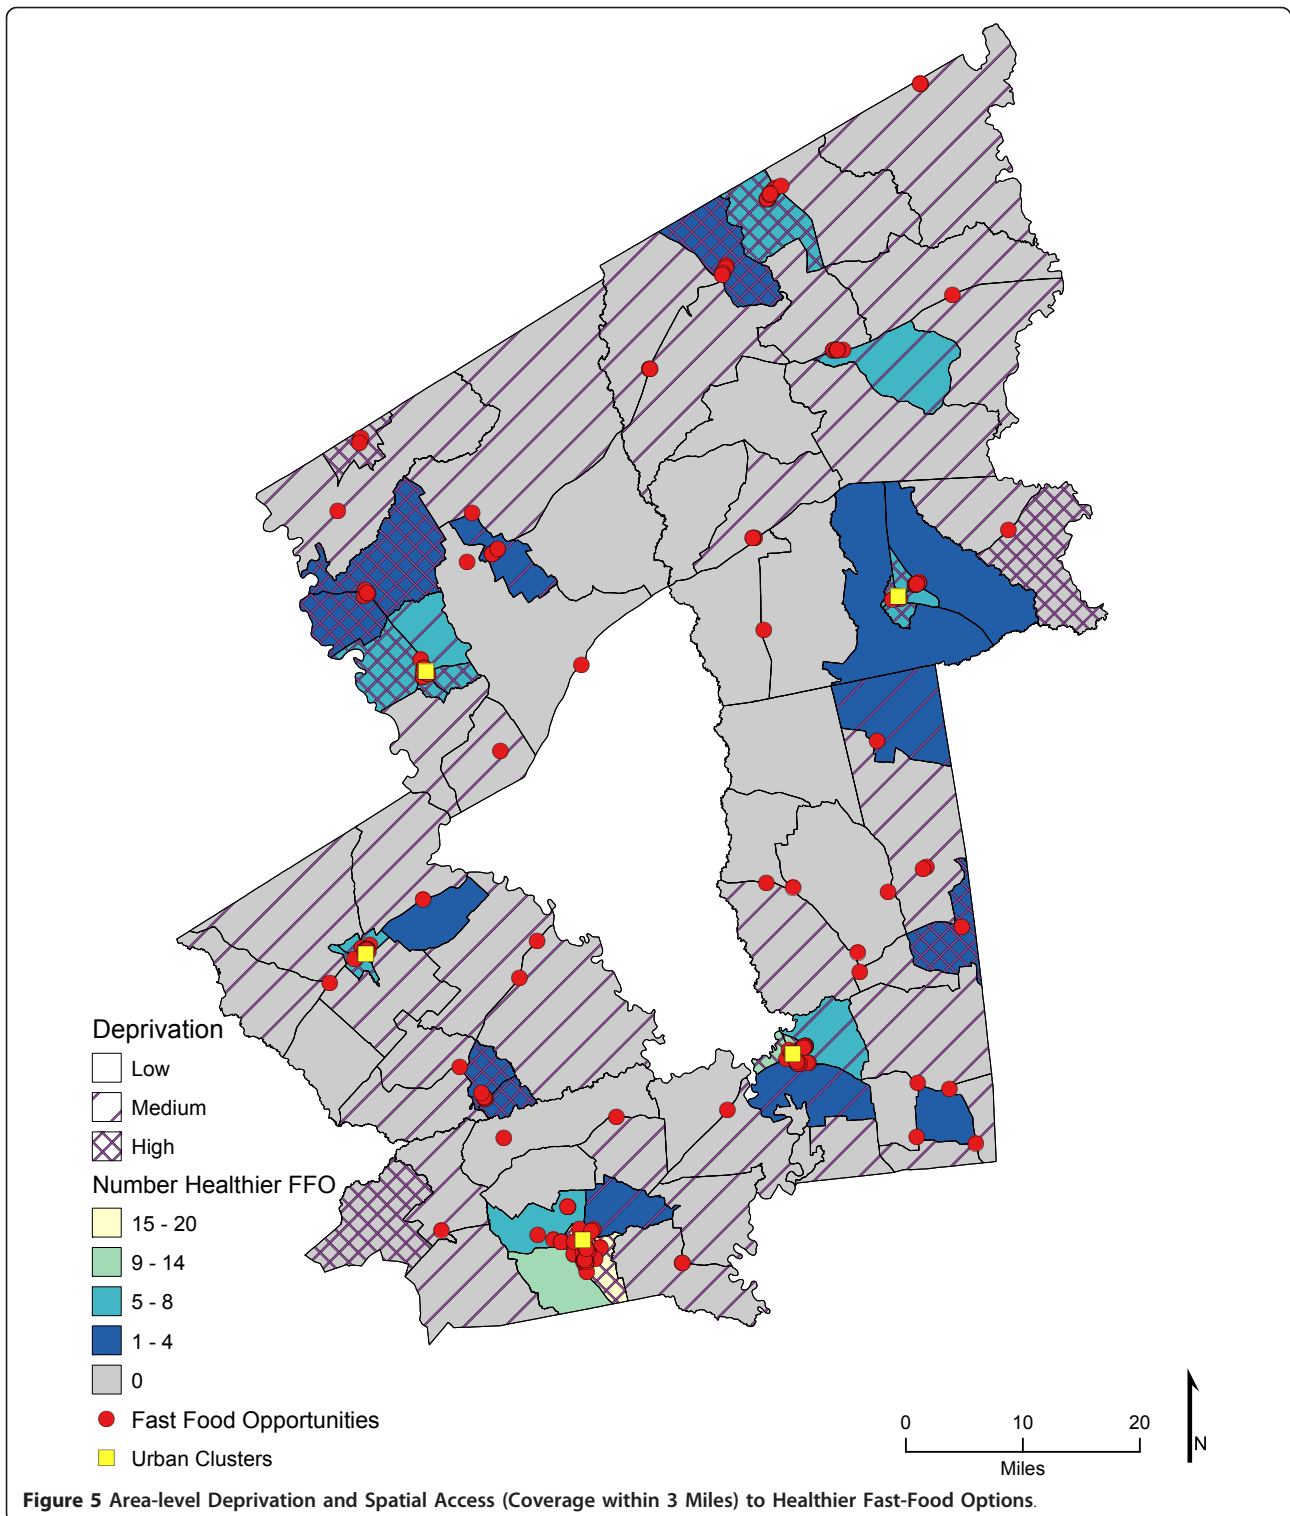 Deprivation
Low
Medium
High
Number Healthier FFO
15 - 20
9 - 14
5 - 8
1 - 4
0
Fast Food Opportunities
Urban Clusters
0 10 20
Miles
N
Figure 5 Area-level Deprivation and Spatial Access (Coverage within 3 Miles) to Healthier Fast-Food Options.